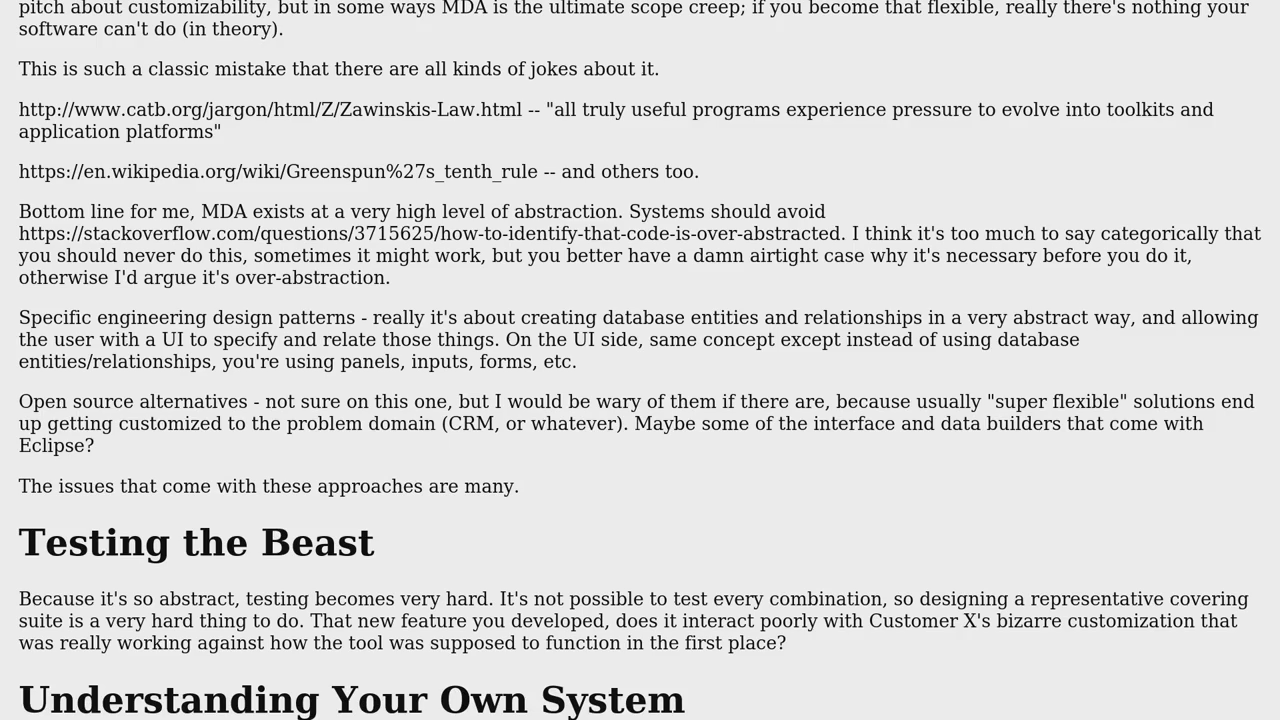 pitch about customizability, but in some ways MDA is the ultimate scope creep; if you become that flexible, really there's nothing your
software can't do (in theory).
This is such a classic mistake that there are all kinds of jokes about it.
http://www.catb.org/jargon/html/Z/Zawinskis-Law.html -- "all truly useful programs experience pressure to evolve into toolkits and
application platforms"
https://en.wikipedia.org/wiki/Greenspun%27s_tenth_rule -- and others too.
Bottom line for me, MDA exists at a very high level of abstraction. Systems should avoid
https://stackoverflow.com/questions/3715625/how-to-identify-that-code-is-over-abstracted. I think it's too much to say categorically that
you should never do this, sometimes it might work, but you better have a damn airtight case why it's necessary before you do it,
otherwise I'd argue it's over-abstraction.
Specific engineering design patterns - really it's about creating database entities and relationships in a very abstract way, and allowing
the user with a UI to specify and relate those things. On the UI side, same concept except instead of using database
entities/relationships, you're using panels, inputs, forms, etc.
Open source alternatives - not sure on this one, but I would be wary of them if there are, because usually "super flexible" solutions end
up getting customized to the problem domain (CRM, or whatever). Maybe some of the interface and data builders that come with
Eclipse?
The issues that come with these approaches are many.
Testing the Beast
Because it's so abstract, testing becomes very hard. It's not possible to test every combination, so designing a representative covering
suite is a very hard thing to do. That new feature you developed, does it interact poorly with Customer X's bizarre customization that
was really working against how the tool was supposed to function in the first place?
Understanding Your Own System